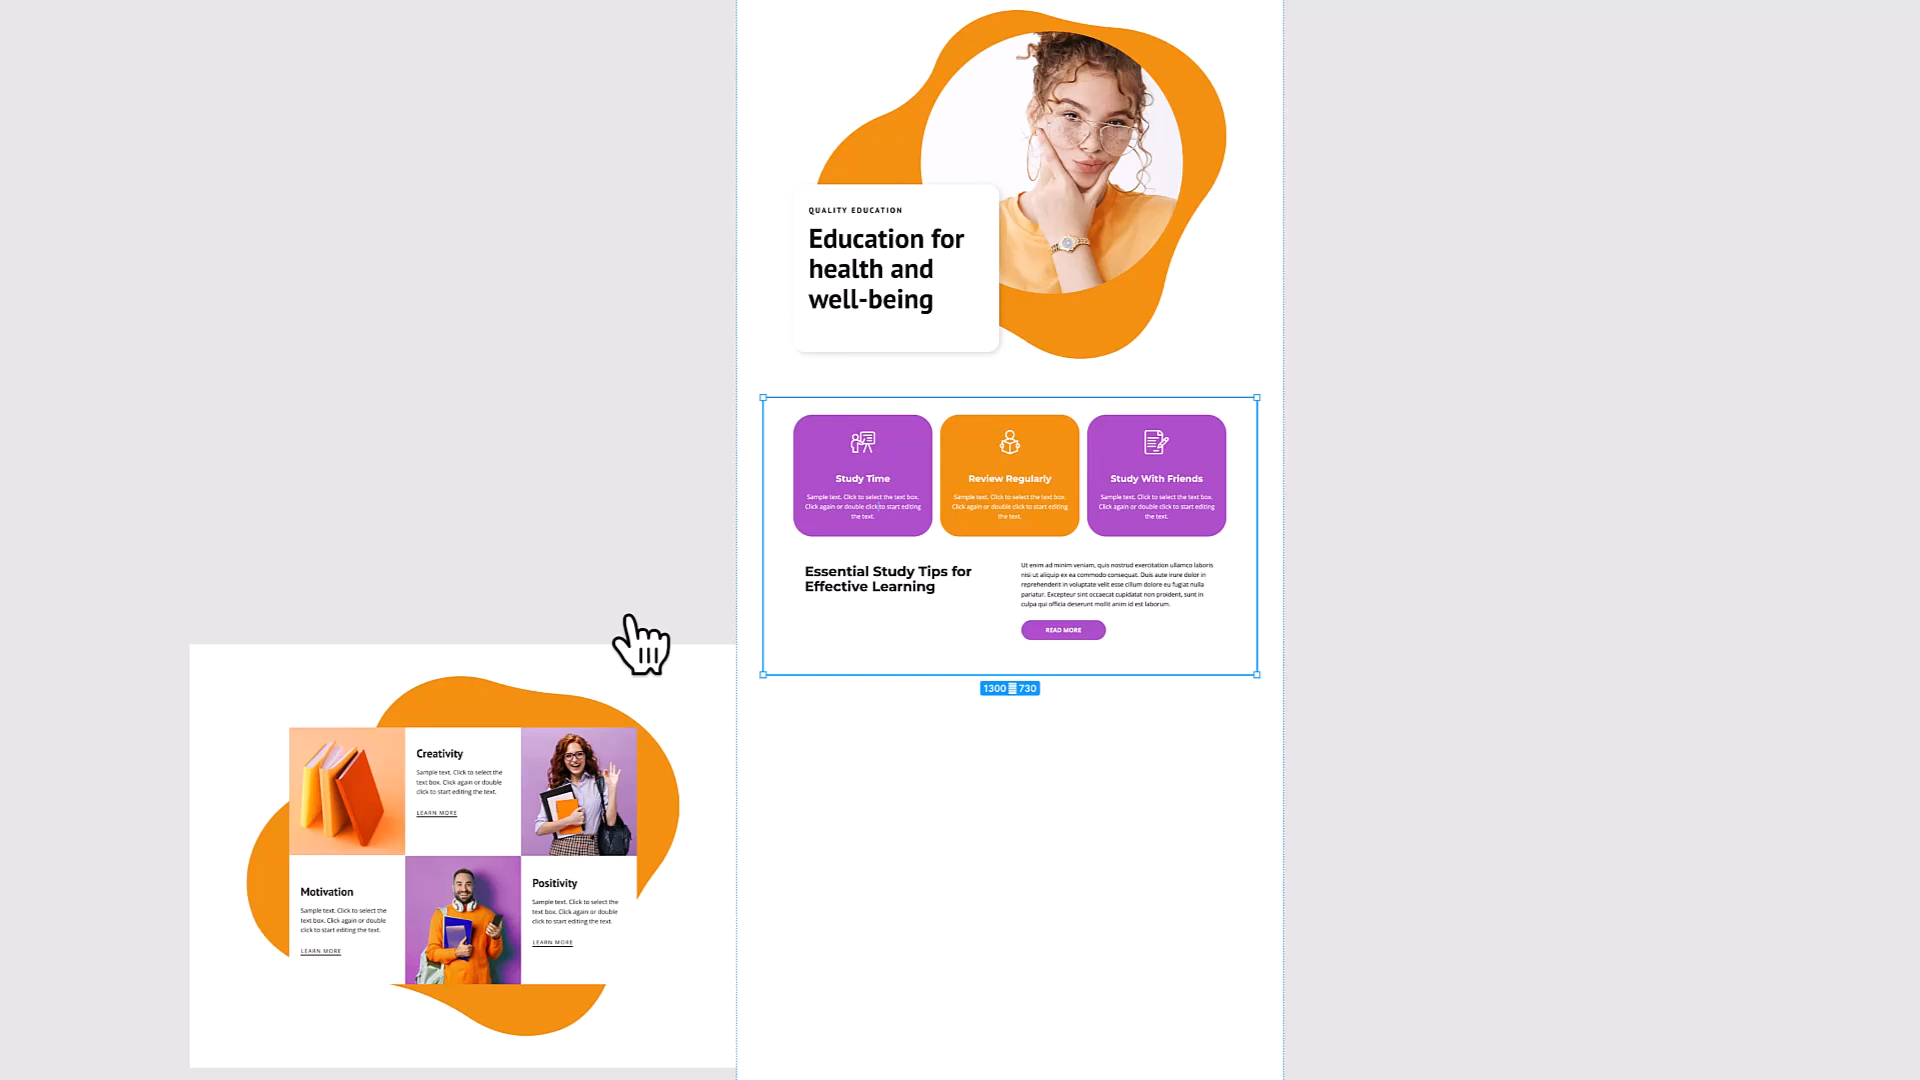 QUALITY EDUCATION
Education for
health and
well-being
Study Time
Sample text. Click to select the text box.
Click again or double click to start editing
the text.
Review Regularly
Sample text. Click to select the text box.
Click again or double click to start editing
the text.
Study With Friends
Sample text. Click to select the text box.
Click again or double click to start editing
the text.
Essential Study Tips for
Effective Learning
Ut enim ad minim veniam, quis nostrud exercitation ullamco laboris
nisi ut aliquip ex ea commodo consequat. Duis aute irure dolor in
reprehenderit in voluptate velit esse cillum dolore eu fugiat nulla
pariatur. Excepteur sint occaecat cupidatat non proident, sunt in
culpa qui officia deserunt mollit anim id est laborum.
READ MORE
1300 730
Creativity
Sample text. Click to select the
text box. Click again or double
click to start editing the text.
LEARN MORE
Motivation
Sample text. Click to select the
text box. Click again or double
click to start editing the text.
LEARN MORE
Positivity
Sample text. Click to select the
text box. Click again or double
click to start editing the text.
LEARN MORE